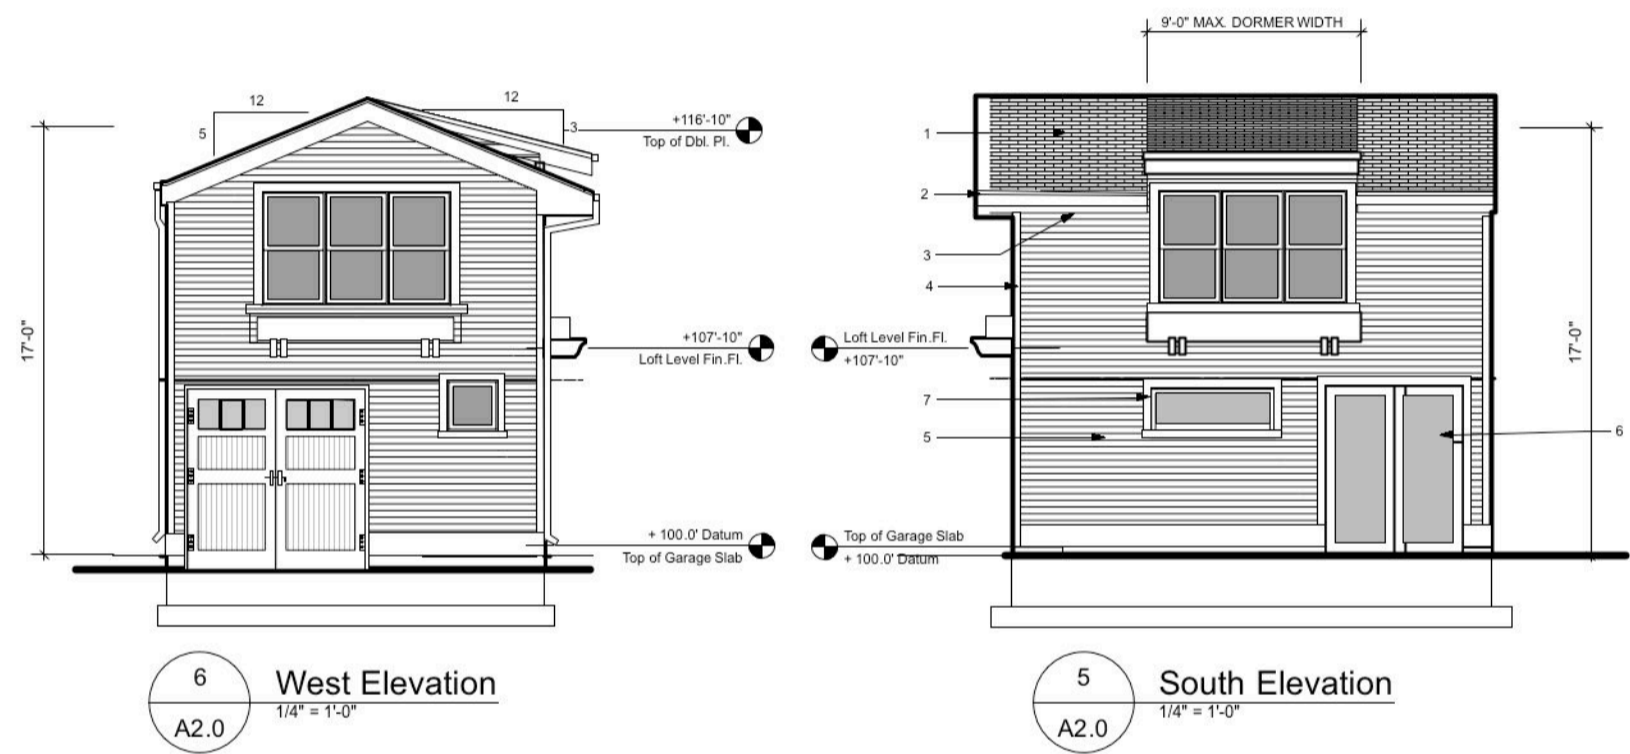 9'-0" MAX. DORMER WIDTH
12
12
5
3
+116'-10"
Top of Dbl. Pl.
1
2
3
4
17'-0"
17'-0"
+107'-10"
Loft Level Fin.Fl.
Loft Level Fin.Fl.
+107'-10"
7
5
6
+ 100.0' Datum
Top of Garage Slab
Top of Garage Slab
+ 100.0' Datum
6
A2.0
West Elevation
1/4" = 1'-0"
5
A2.0
South Elevation
1/4" = 1'-0"